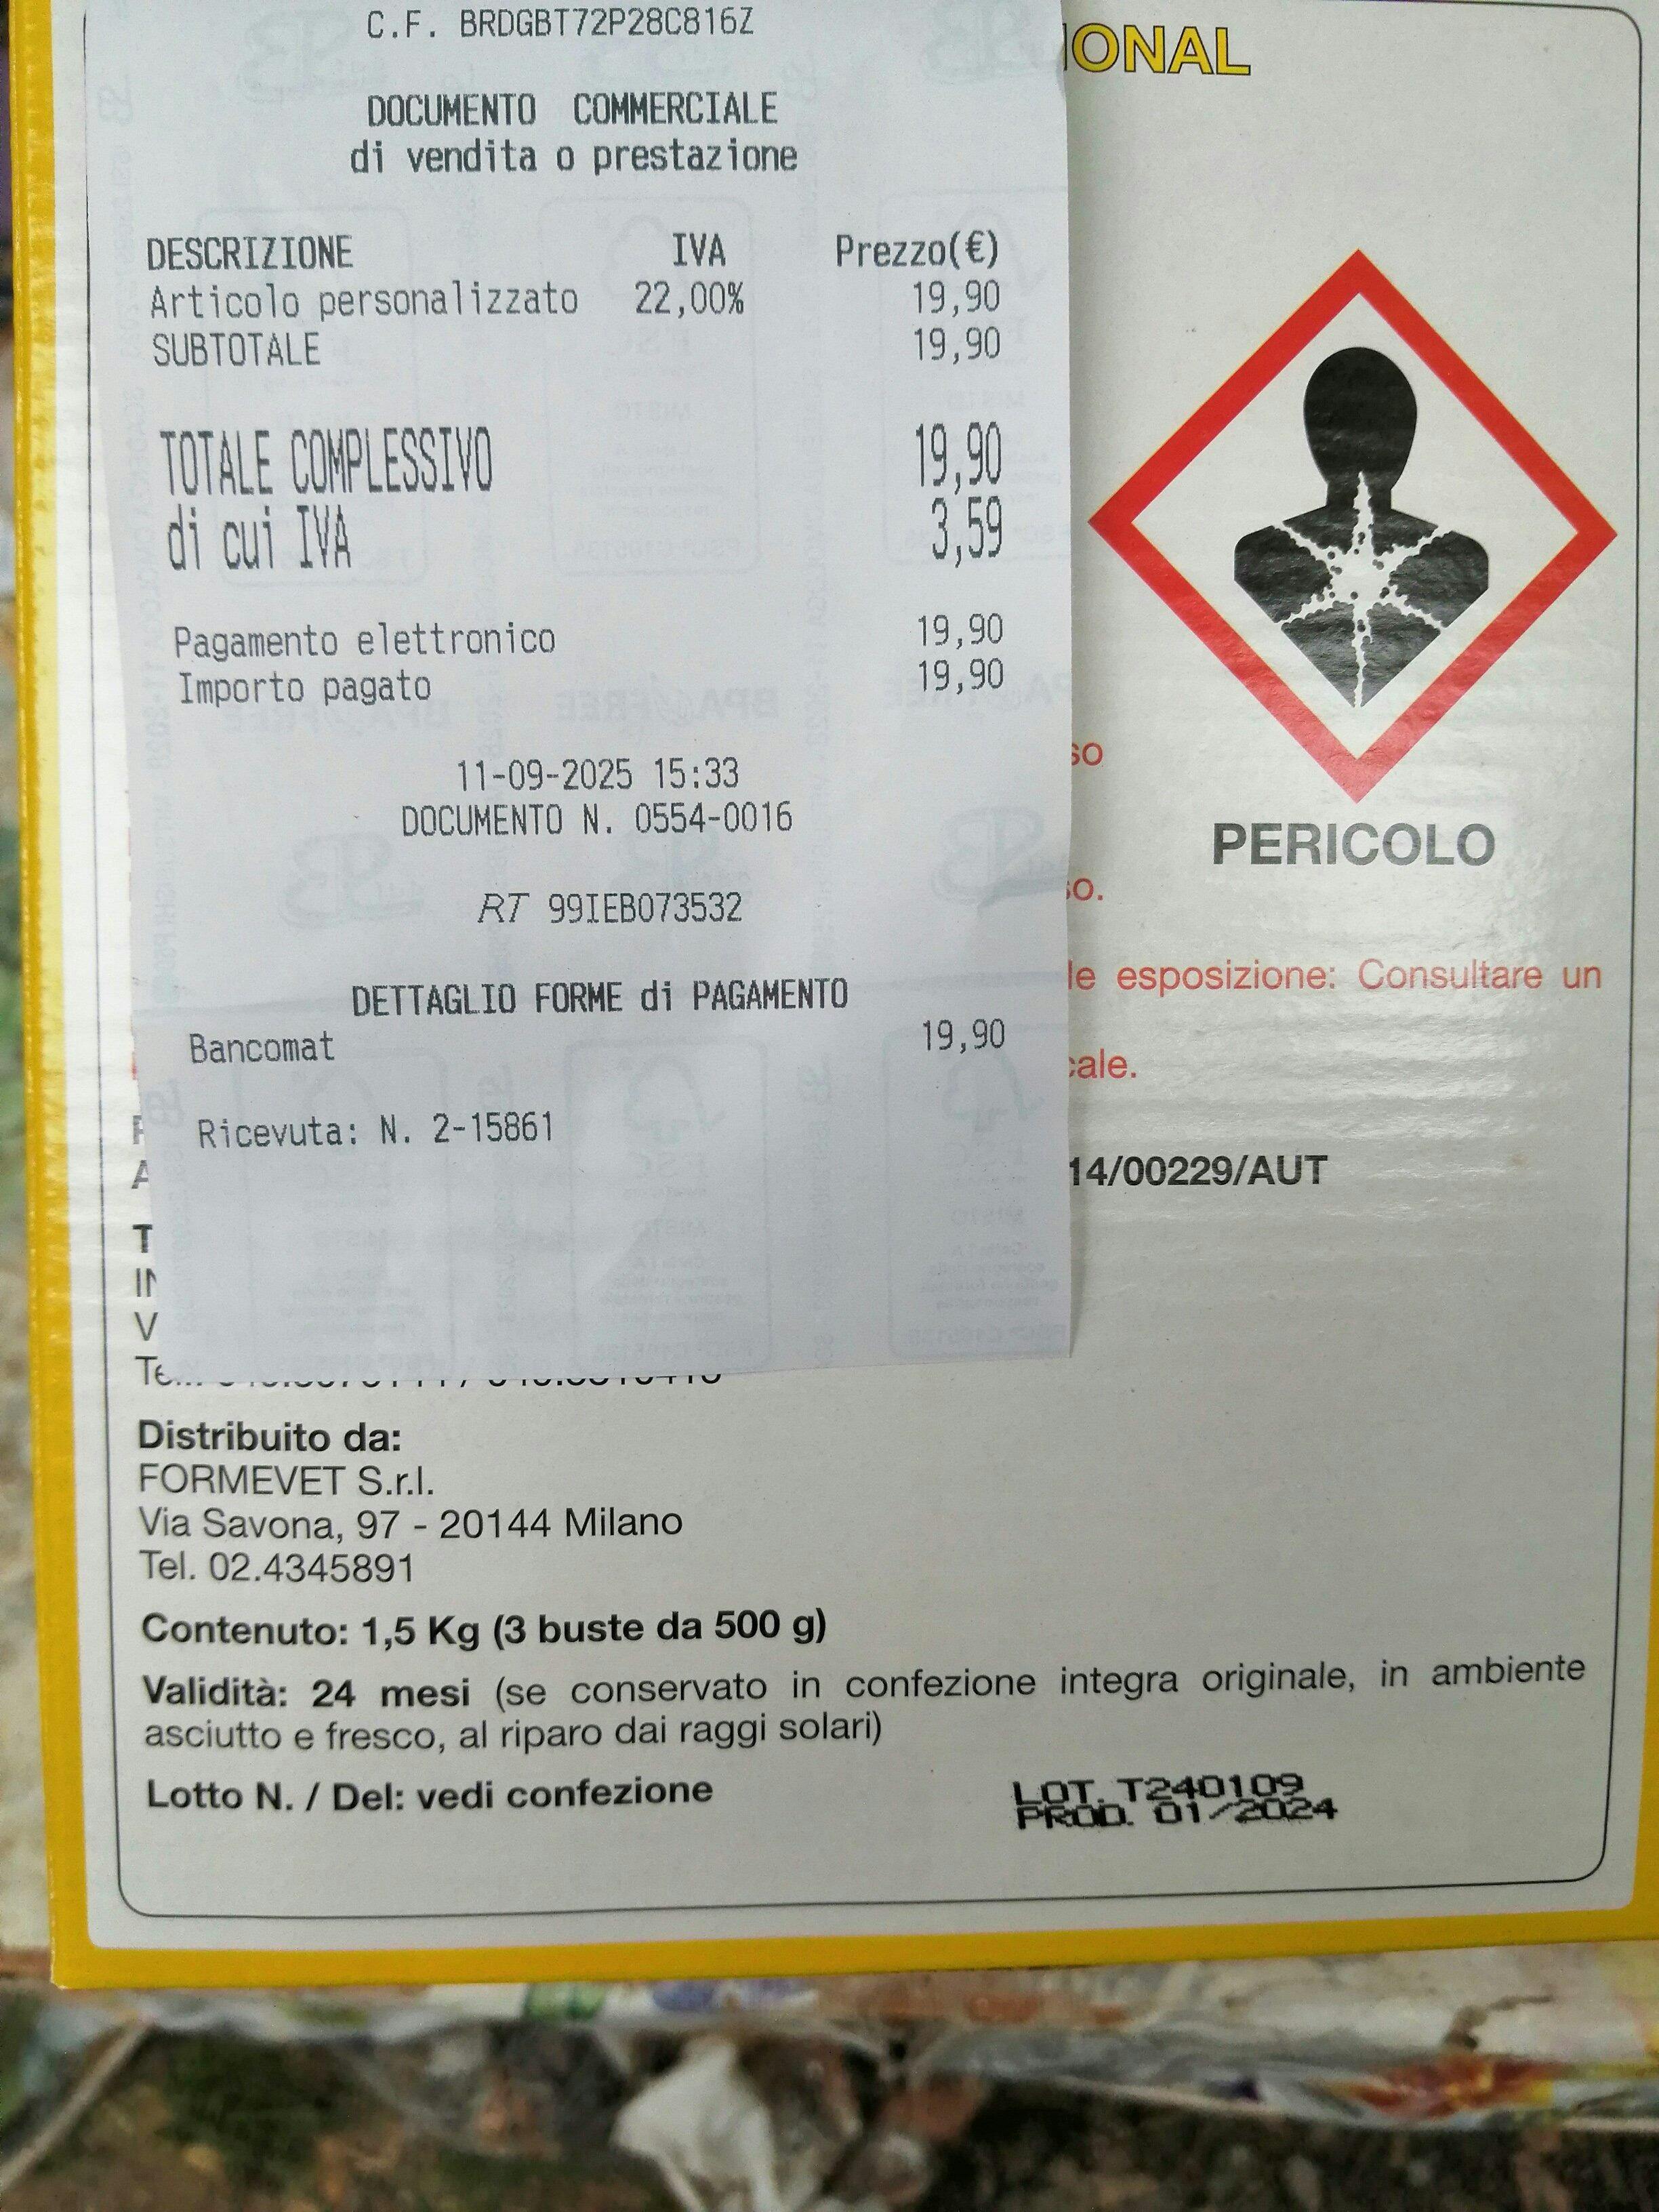 C.F. BRDGBT72P28C816Z
DOCUMENTO COMMERCIALE
di vendita o prestazione
DESCRIZIONE IVA Prezzo(€)
Articolo personalizzato 22,00% 19,90
SUBTOTALE 19,90
TOTALE COMPLESSIVO 19,90
di cui IVA 3,59
Pagamento elettronico 19,90
Importo pagato 19,90
11-09-2025 15:33
DOCUMENTO N. 0554-0016
RT 99IEB073532
DETTAGLIO FORME di PAGAMENTO
Bancomat 19,90
Ricevuta: N. 2-15861
IONAL
PERICOLO
so.
le esposizione: Consultare un
cale.
14/00229/AUT
Distribuito da:
FORMEVET S.r.l.
Via Savona, 97 - 20144 Milano
Tel. 02.4345891
Contenuto: 1,5 Kg (3 buste da 500 g)
Validità: 24 mesi (se conservato in confezione integra originale, in ambiente
asciutto e fresco, al riparo dai raggi solari)
Lotto N. / Del: vedi confezione
LOT. T240109
PROD. 01/2024